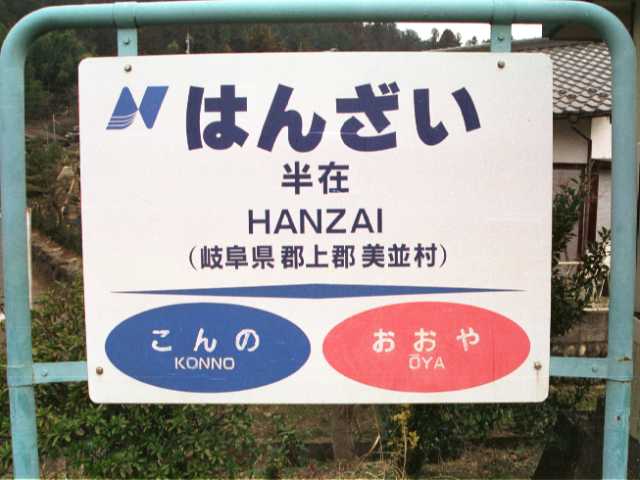 はんざい
半在
HANZAI
(岐阜県 郡上郡 美並村)
こんの
KONNO
おおや
ŌYA